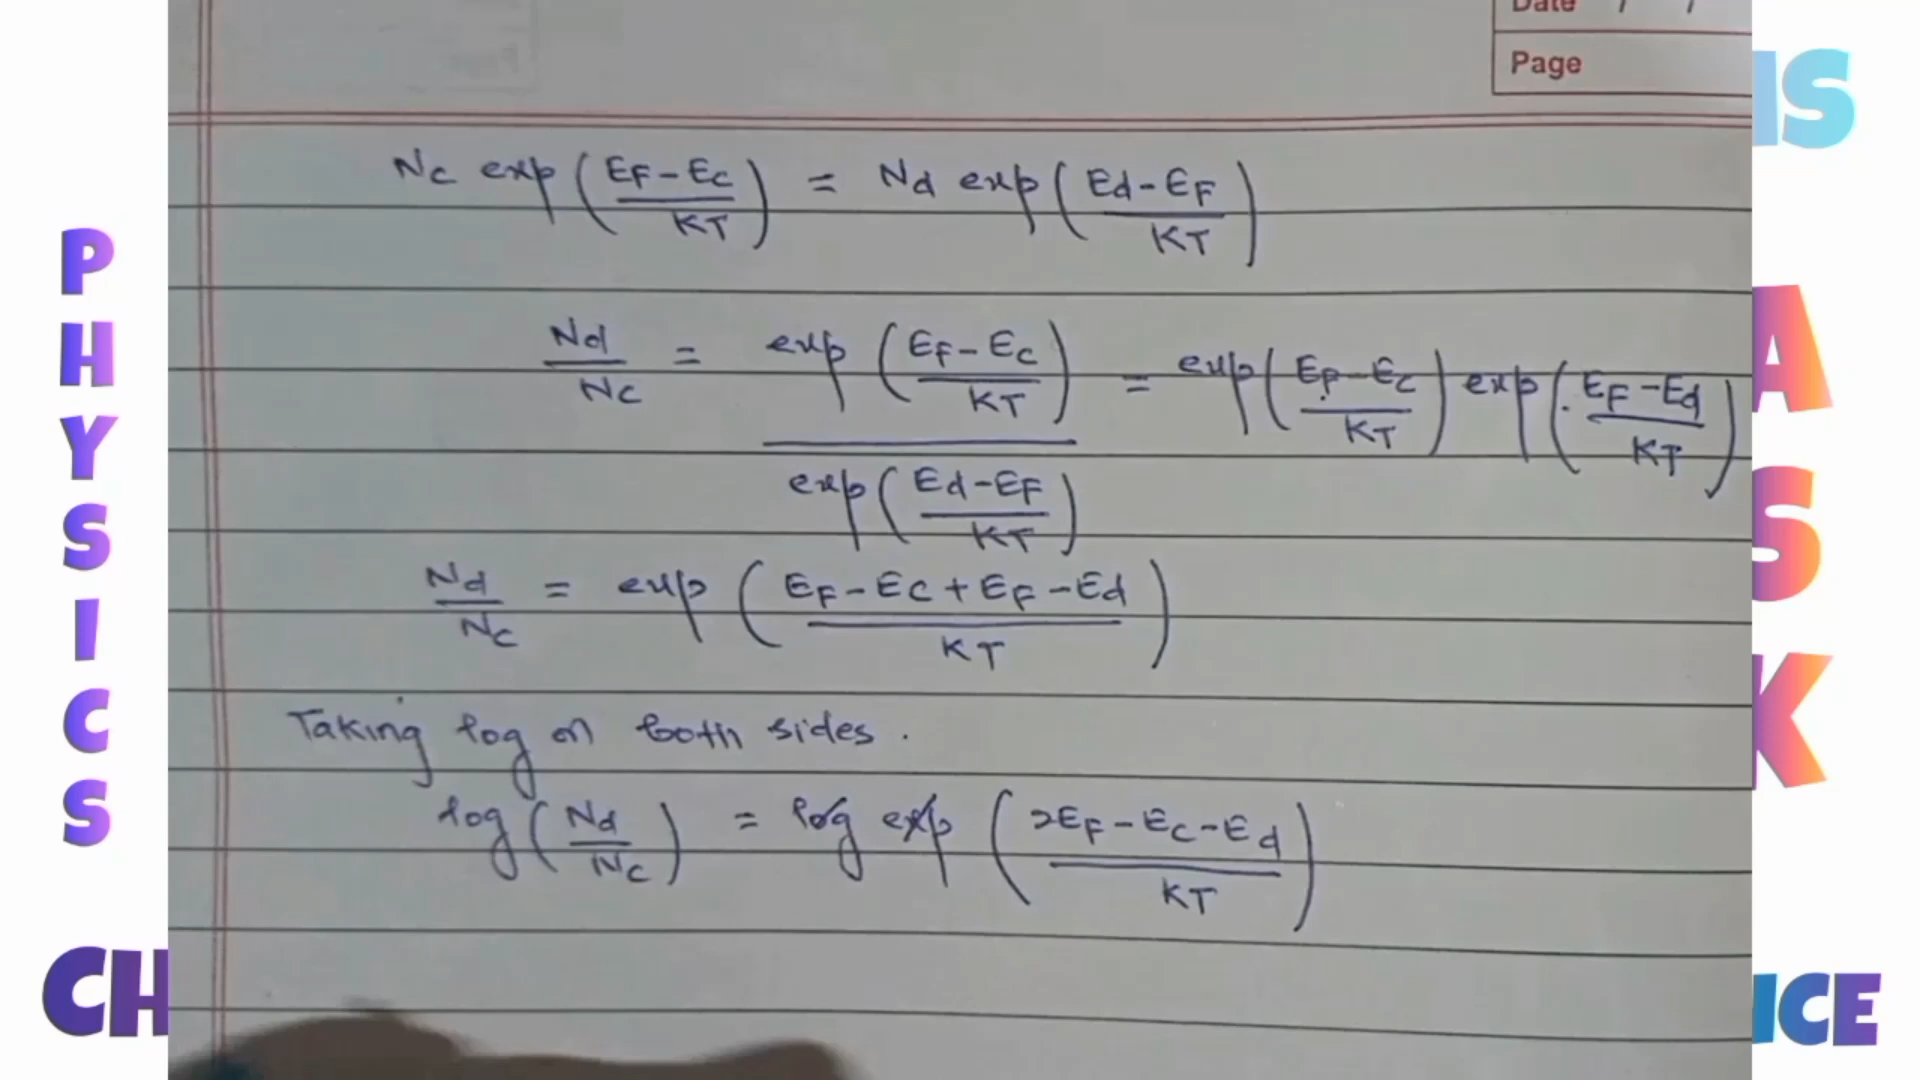 Date / /
Page
Nc exp(EF-Ec/KT) = Nd exp(Ed-EF/KT)
Nd/Nc = exp(EF-Ec/KT) / exp(Ed-EF/KT) = exp(EF-Ec/KT) exp(EF-Ed/KT)
Nd/Nc = exp(EF-Ec+EF-Ed/KT)
Taking log on both sides.
log(Nd/Nc) = log exp(2EF-Ec-Ed/KT)
PHYSICS
CH
IS
ASK
ICE